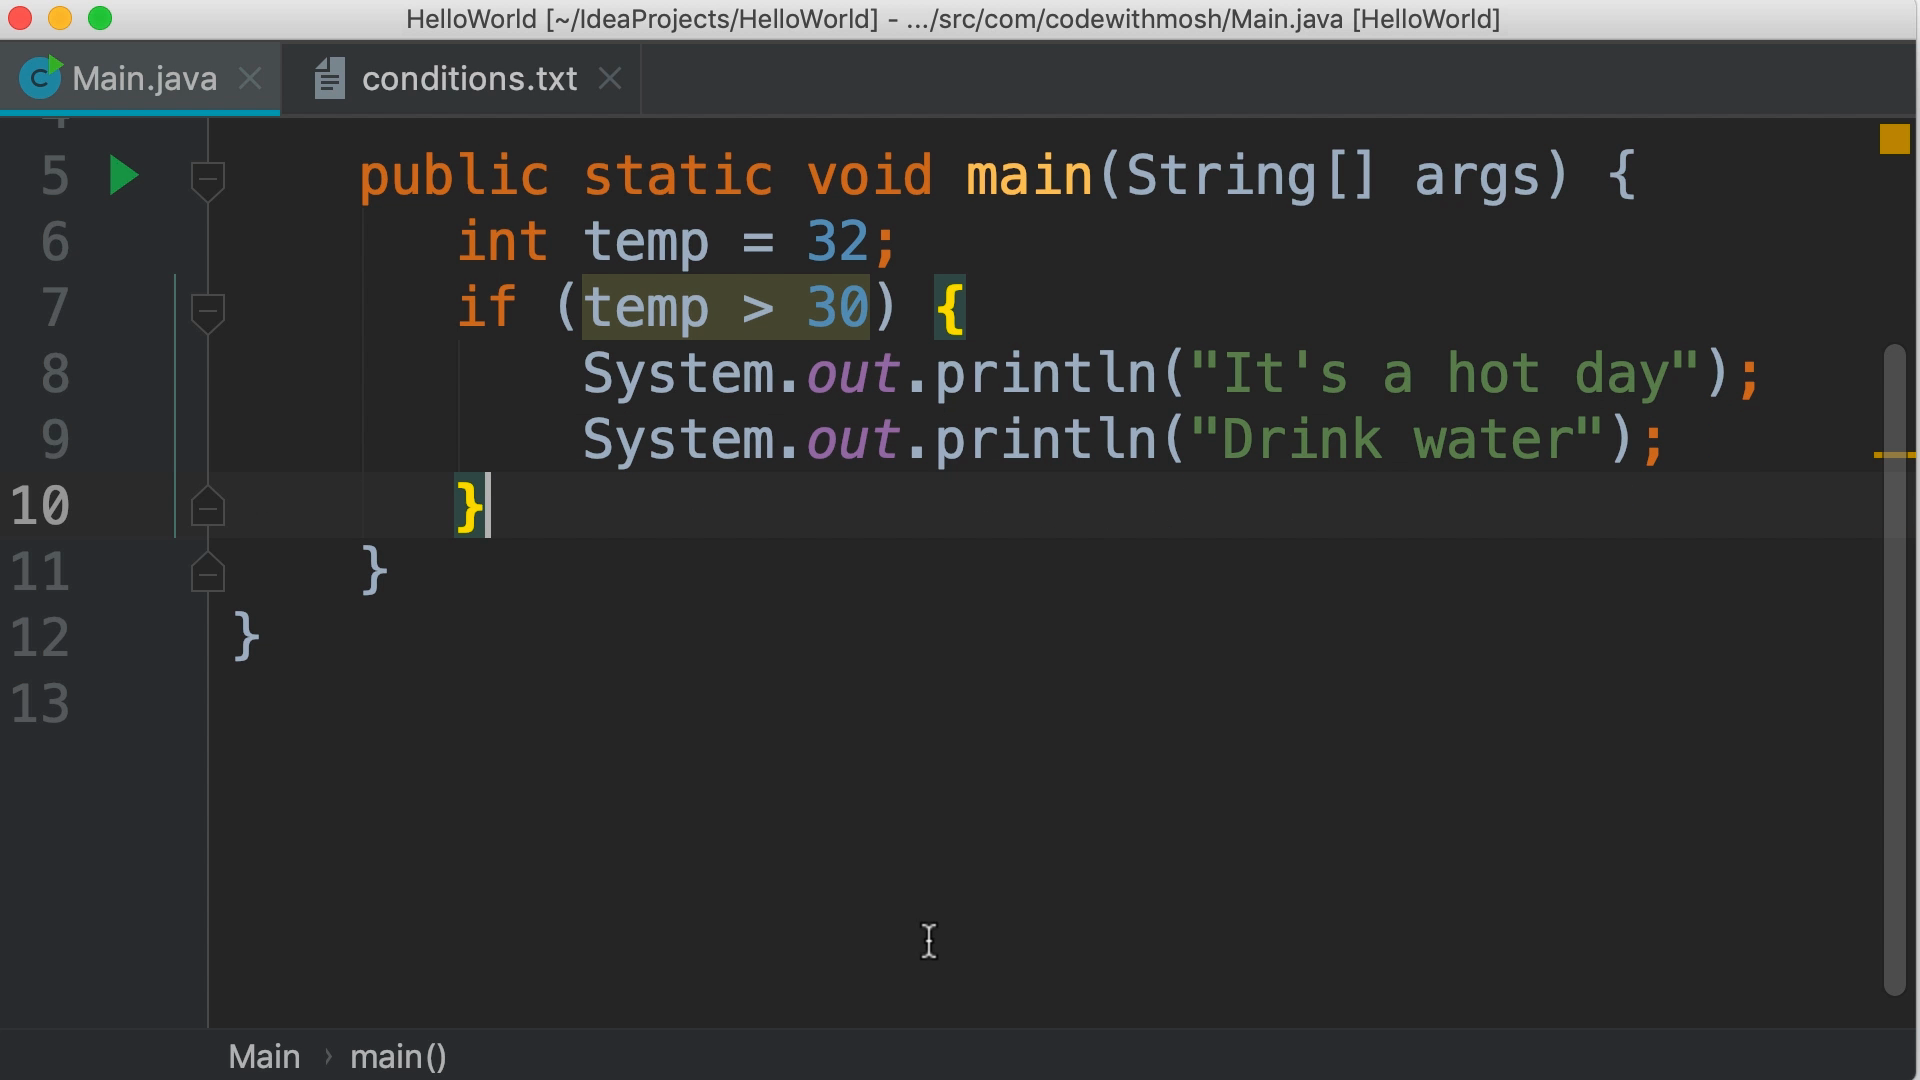 HelloWorld [~/IdeaProjects/HelloWorld] - .../src/com/codewithmosh/Main.java [HelloWorld]
Main.java
conditions.txt
5 public static void main(String[] args) {
6 int temp = 32;
7 if (temp > 30) {
8 System.out.println("It's a hot day");
9 System.out.println("Drink water");
10 }
11 }
12 }
13
Main › main()